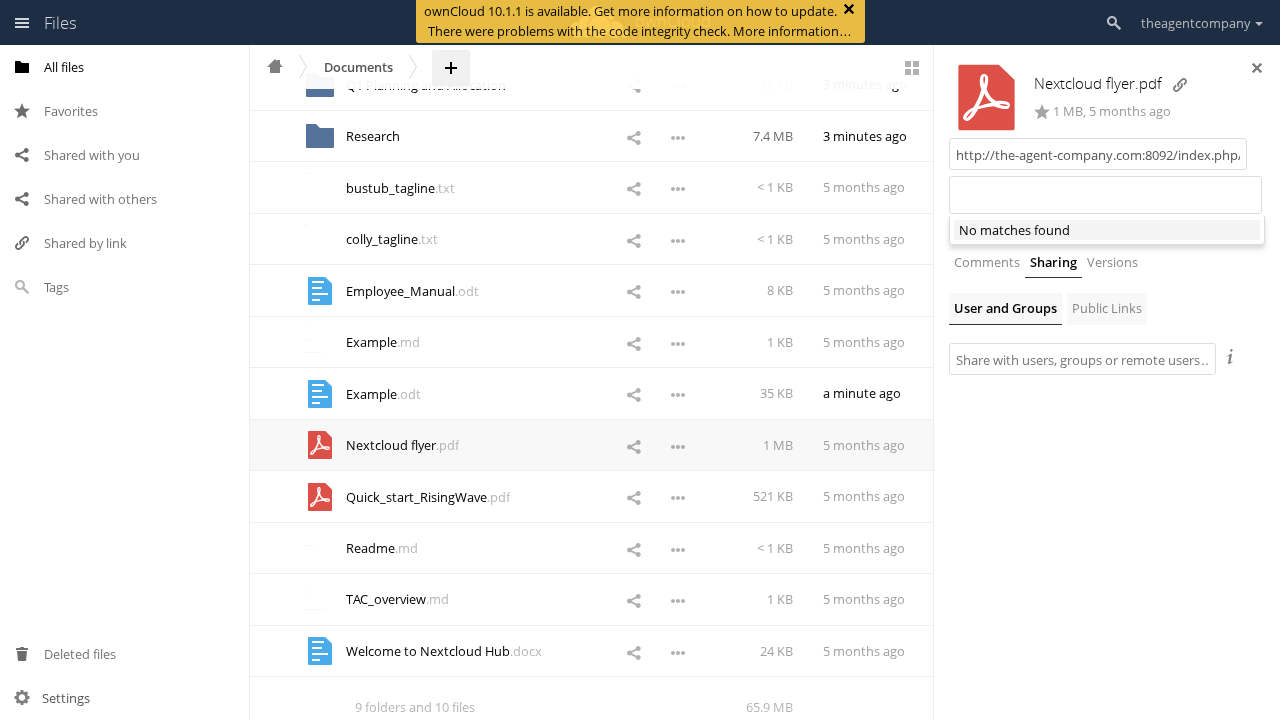 Files
ownCloud 10.1.1 is available. Get more information on how to update.
There were problems with the code integrity check. More information…
theagentcompany
All files
Favorites
Shared with you
Shared with others
Shared by link
Tags
Deleted files
Settings
Documents
Q1 Planning and Allocation 3 minutes ago
Research 7.4 MB 3 minutes ago
bustub_tagline.txt < 1 KB 5 months ago
colly_tagline.txt < 1 KB 5 months ago
Employee_Manual.odt 8 KB 5 months ago
Example.md 1 KB 5 months ago
Example.odt 35 KB a minute ago
Nextcloud flyer.pdf 1 MB 5 months ago
Quick_start_RisingWave.pdf 521 KB 5 months ago
Readme.md < 1 KB 5 months ago
TAC_overview.md 1 KB 5 months ago
Welcome to Nextcloud Hub.docx 24 KB 5 months ago
9 folders and 10 files 65.9 MB
Nextcloud flyer.pdf
1 MB, 5 months ago
http://the-agent-company.com:8092/index.php/
No matches found
Comments Sharing Versions
User and Groups Public Links
Share with users, groups or remote users…